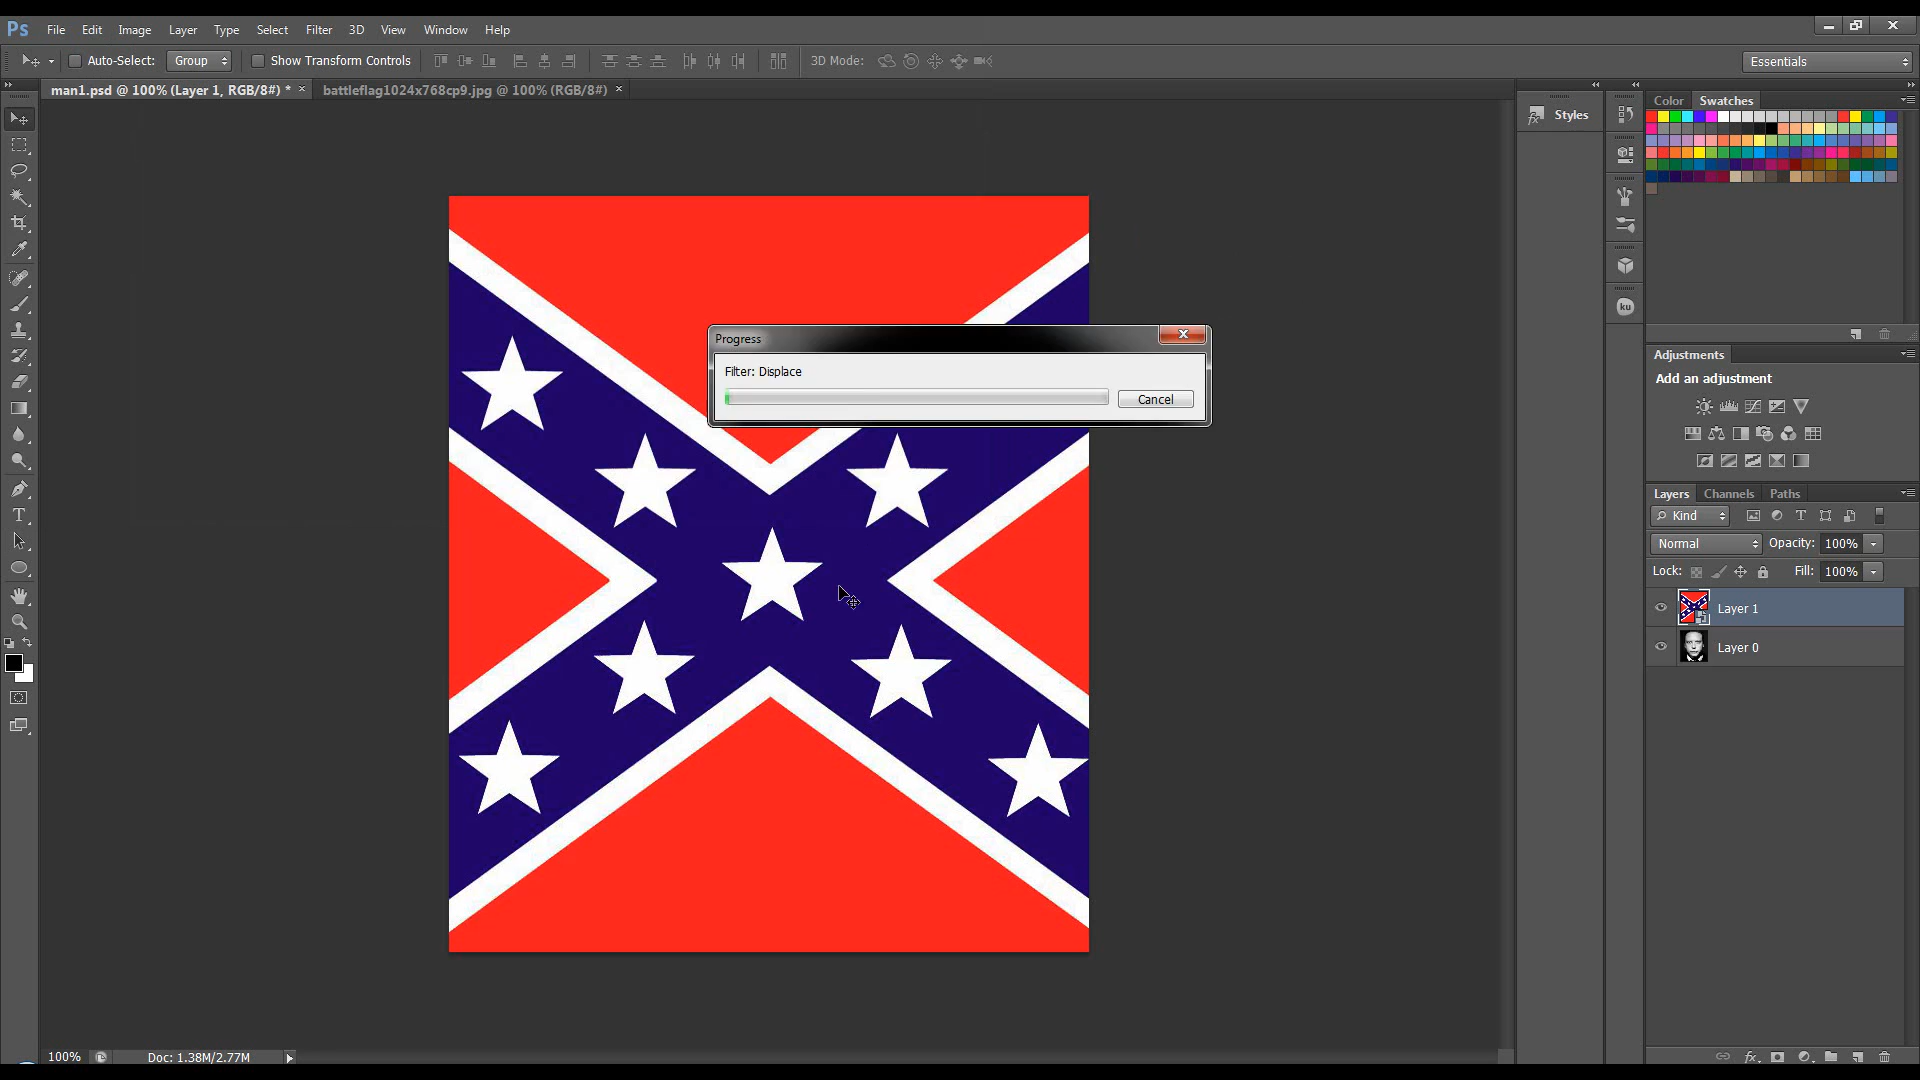 Ps File Edit Image Layer Type Select Filter 3D View Window Help
Auto-Select: Group Show Transform Controls 3D Mode: Essentials
man1.psd @ 100% (Layer 1, RGB/8#) * × battleflag1024x768cp9.jpg @ 100% (RGB/8#) ×
Styles
Color Swatches
Progress
Filter: Displace
Cancel
Adjustments
Add an adjustment
Layers Channels Paths
Kind
Normal Opacity: 100%
Lock: Fill: 100%
Layer 1
Layer 0
ku
T
fx
100% Doc: 1.38M/2.77M